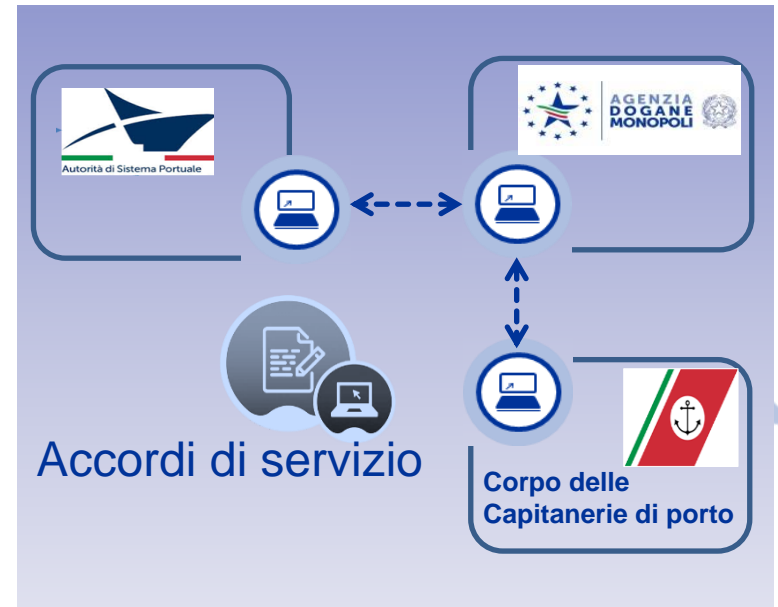 Autorità di Sistema Portuale
AGENZIA
DOGANE
MONOPOLI
Accordi di servizio
Corpo delle
Capitanerie di porto